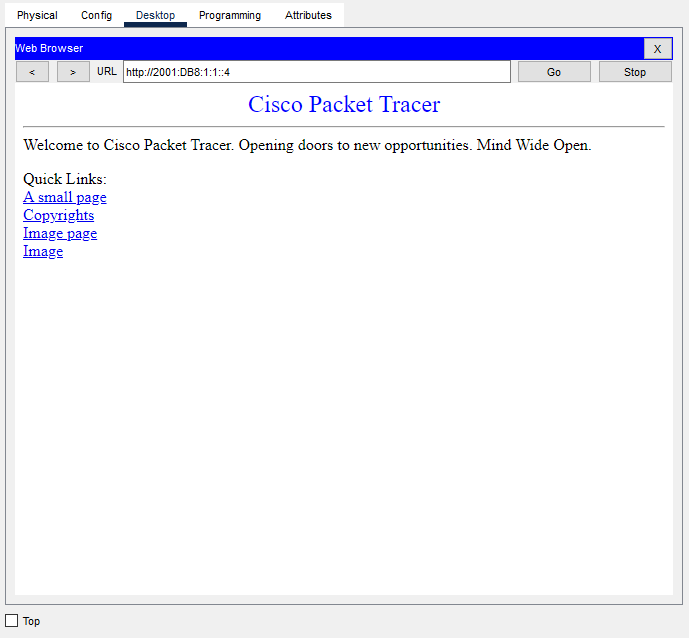 Physical Config Desktop Programming Attributes
Web Browser X
< > URL http://2001:DB8:1:1::4 Go Stop
Cisco Packet Tracer
Welcome to Cisco Packet Tracer. Opening doors to new opportunities. Mind Wide Open.
Quick Links:
A small page
Copyrights
Image page
Image
Top